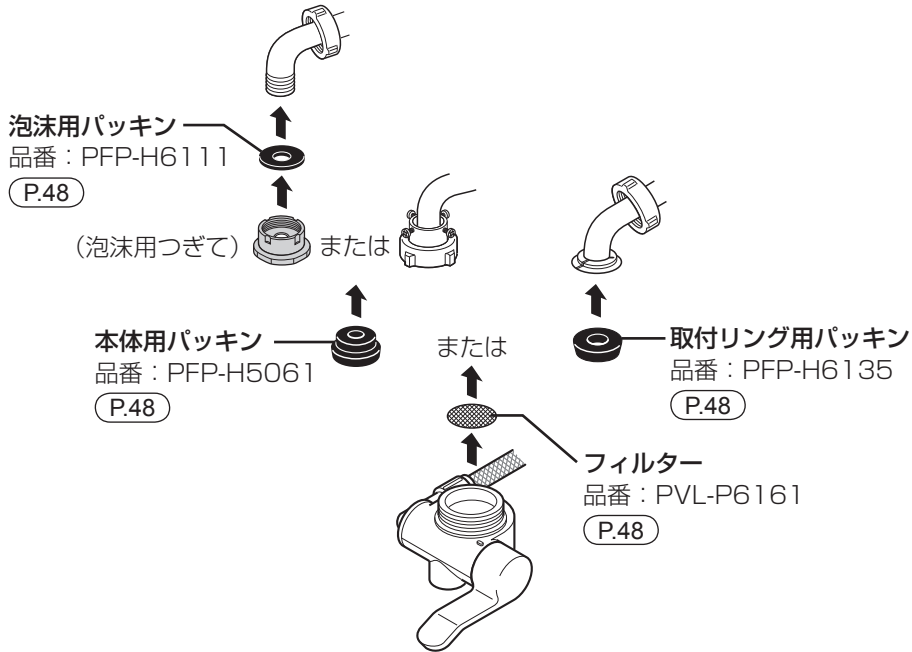 泡沫用パッキン
品番：PFP-H6111
P.48
（泡沫用つぎて）または
本体用パッキン
品番：PFP-H5061
P.48
または
取付リング用パッキン
品番：PFP-H6135
P.48
フィルター
品番：PVL-P6161
P.48